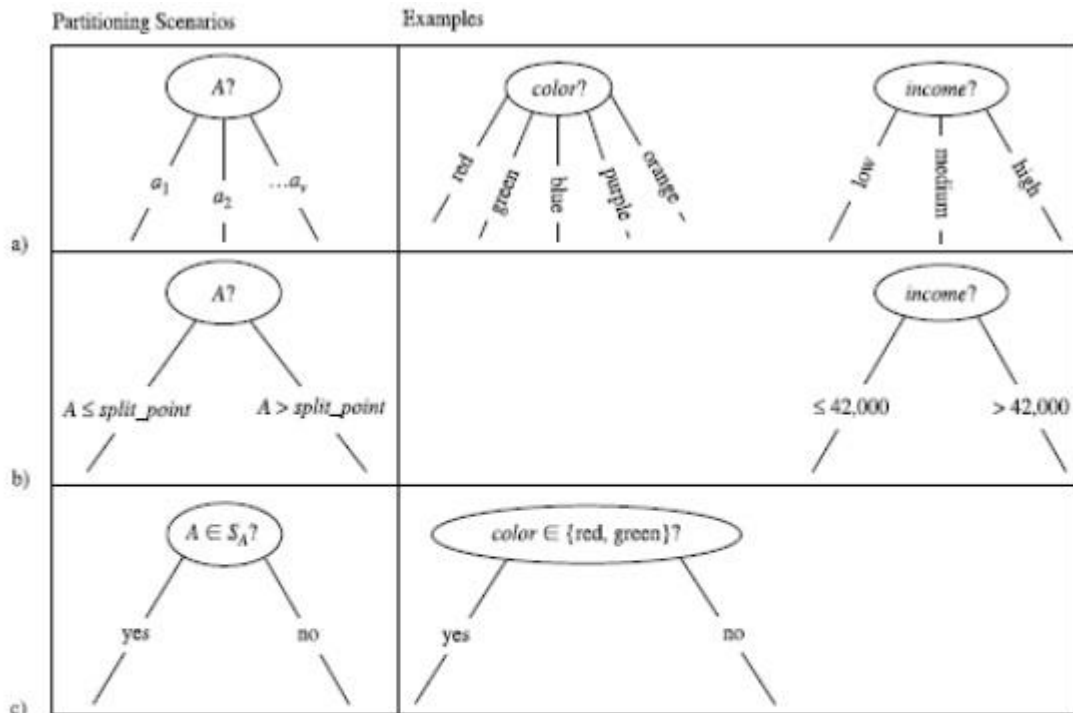 Partitioning Scenarios
Examples
A?
a1
a2
...av
color?
red
green
blue
purple
orange
income?
low
medium
high
a)
A?
A ≤ split_point
A > split_point
income?
≤ 42,000
> 42,000
b)
A ∈ SA?
yes
no
color ∈ {red, green}?
yes
no
c)